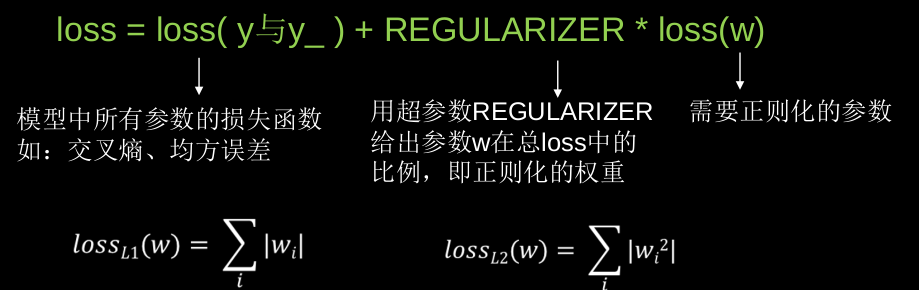 loss = loss( y与y_ ) + REGULARIZER * loss(w)
模型中所有参数的损失函数
如：交叉熵、均方误差
用超参数REGULARIZER
给出参数w在总loss中的
比例，即正则化的权重
需要正则化的参数
loss_{L1}(w) = \sum_i |w_i|
loss_{L2}(w) = \sum_i |w_i^2|